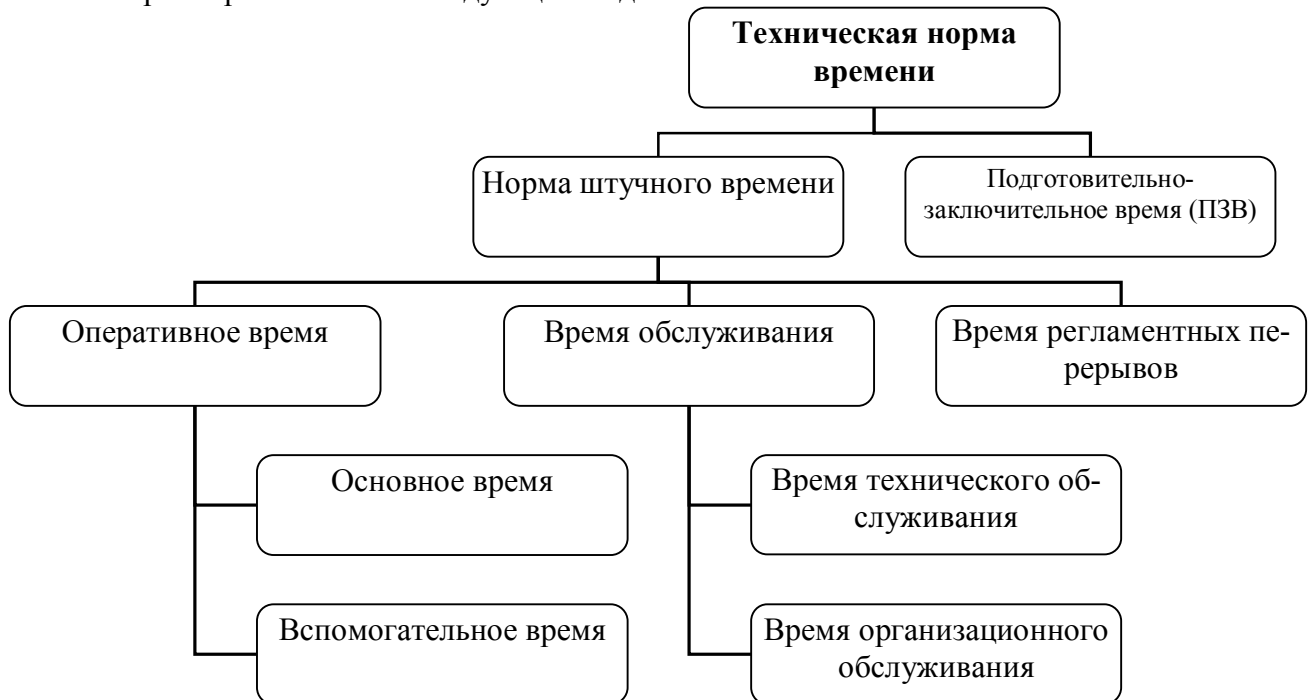 Техническая норма
времени
Норма штучного времени
Подготовительно-
заключительное время (ПЗВ)
Оперативное время
Время обслуживания
Время регламентных пе-
рерывов
Основное время
Время технического об-
служивания
Вспомогательное время
Время организационного
обслуживания